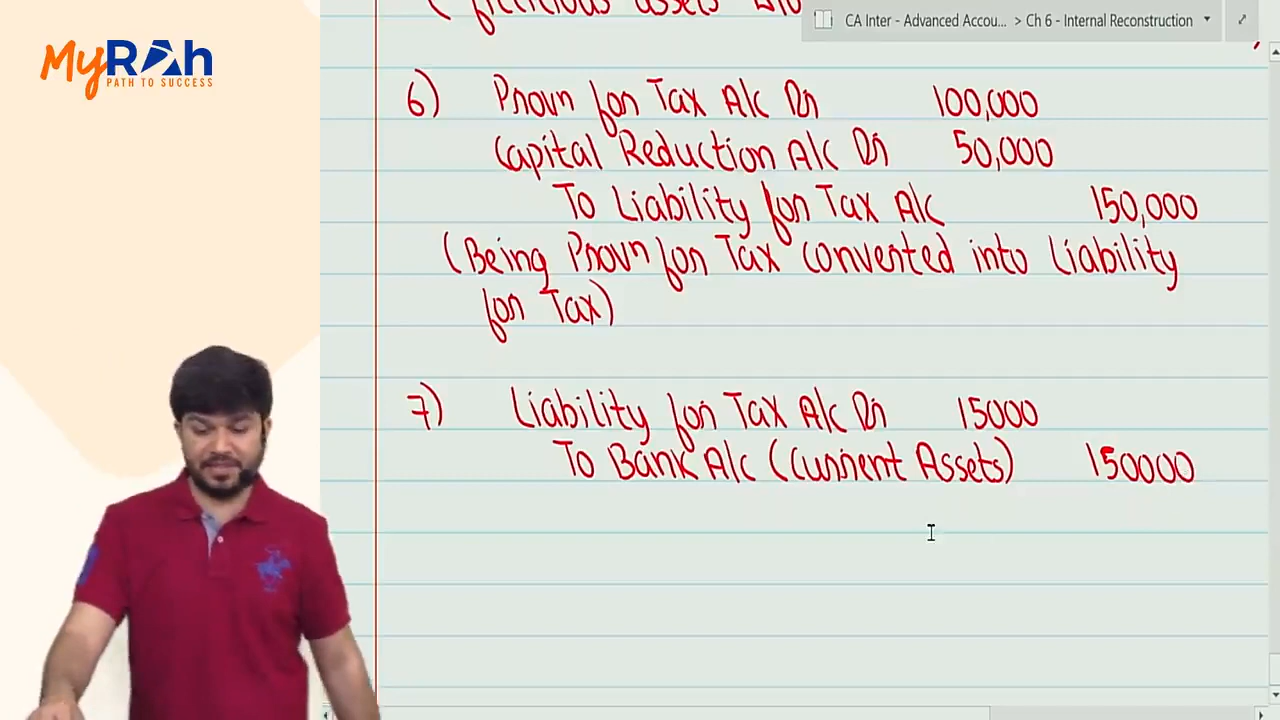 MyRAh
PATH TO SUCCESS
CA Inter - Advanced Accou... > Ch 6 - Internal Reconstruction
6) Provn for Tax A/c Dr 100,000
Capital Reduction A/c Dr 50,000
To Liability for Tax A/c 150,000
(Being Provn for Tax converted into Liability
for Tax)
7) Liability for Tax A/c Dr 15000
To Bank A/c (Current Assets) 150000